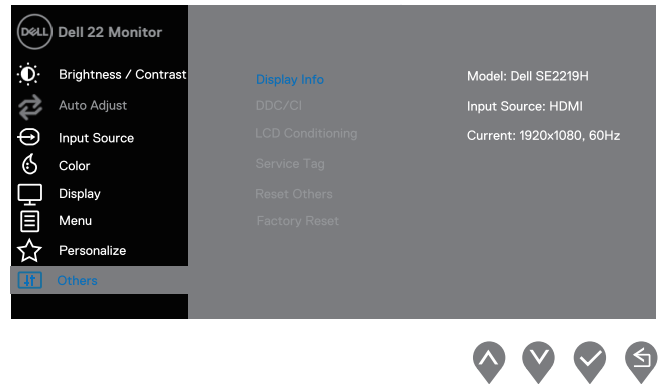 DELL Dell 22 Monitor
Brightness / Contrast
Auto Adjust
Input Source
Color
Display
Menu
Personalize
Others
Display Info
DDC/CI
LCD Conditioning
Service Tag
Reset Others
Factory Reset
Model: Dell SE2219H
Input Source: HDMI
Current: 1920x1080, 60Hz